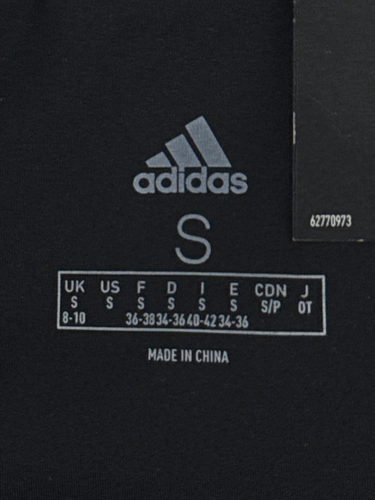 adidas
S
62770973
UK US F D I E CDN J
S S S S S S S/P OT
8-10 36-38 34-36 40-42 34-36
MADE IN CHINA